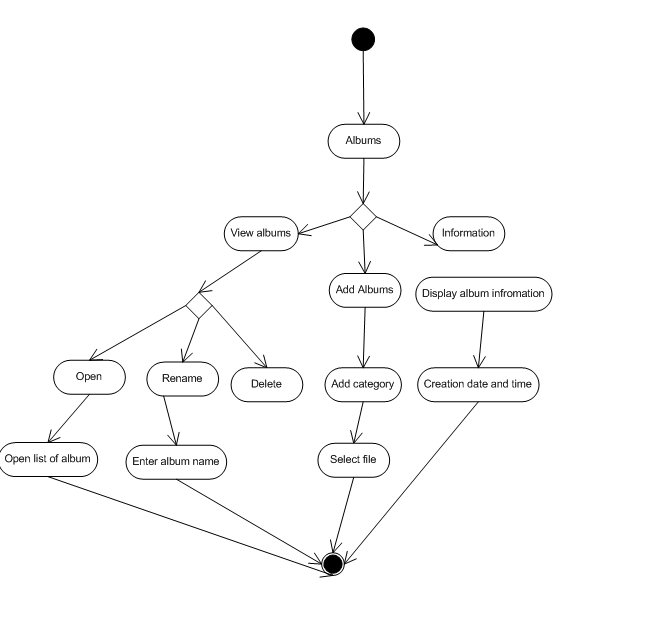 Albums
View albums
Information
Add Albums
Display album infromation
Open
Rename
Delete
Add category
Creation date and time
Open list of album
Enter album name
Select file